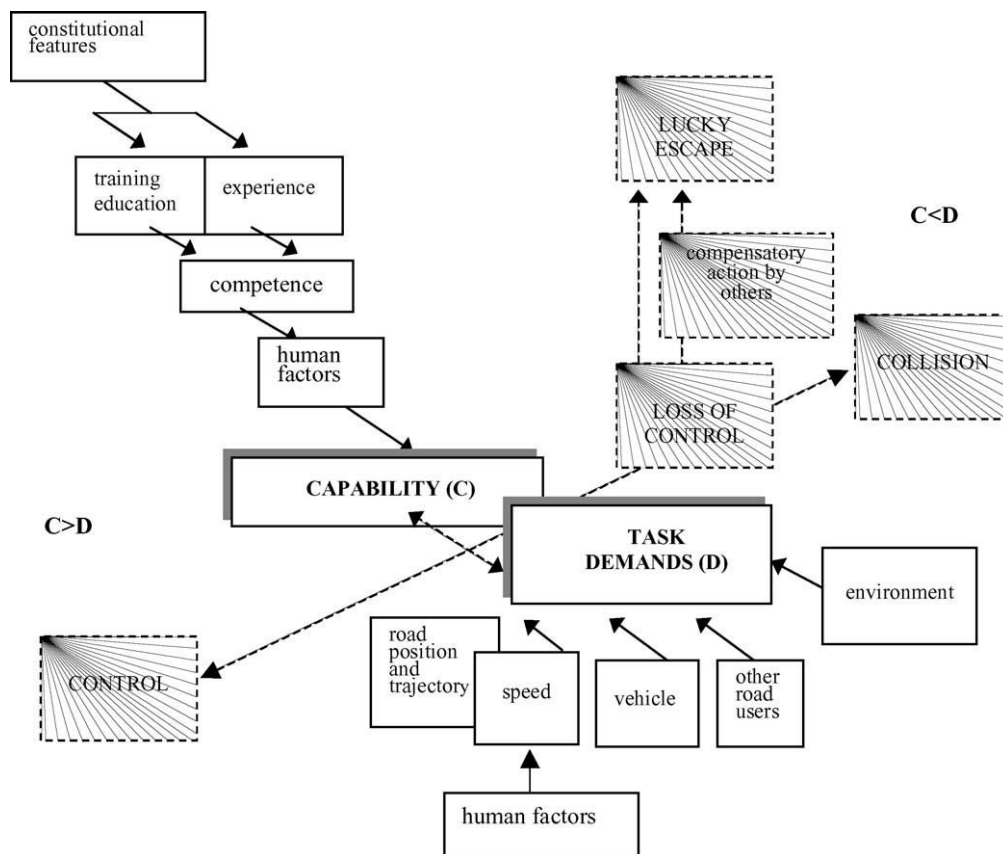 constitutional
features
training
education
experience
competence
human
factors
CAPABILITY (C)
C>D
LUCKY
ESCAPE
C<D
compensatory
action by
others
COLLISION
LOSS OF
CONTROL
TASK
DEMANDS (D)
environment
CONTROL
road
position
and
trajectory
speed
vehicle
other
road
users
human factors